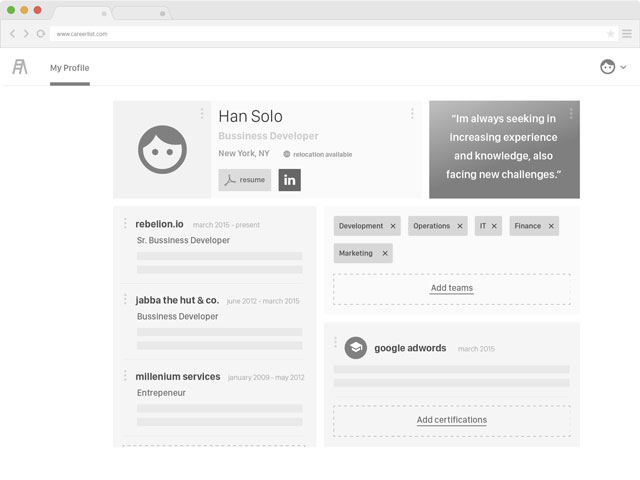 www.careerlist.com
My Profile
Han Solo
Bussiness Developer
New York, NY
relocation available
resume
in
“Im always seeking in
increasing experience
and knowledge, also
facing new challenges.”
rebelion.io march 2015 - present
Sr. Bussiness Developer
jabba the hut & co. june 2012 - march 2015
Bussiness Developer
millenium services january 2009 - may 2012
Entrepeneur
Development
Operations
IT
Finance
Marketing
Add teams
google adwords march 2015
Add certifications